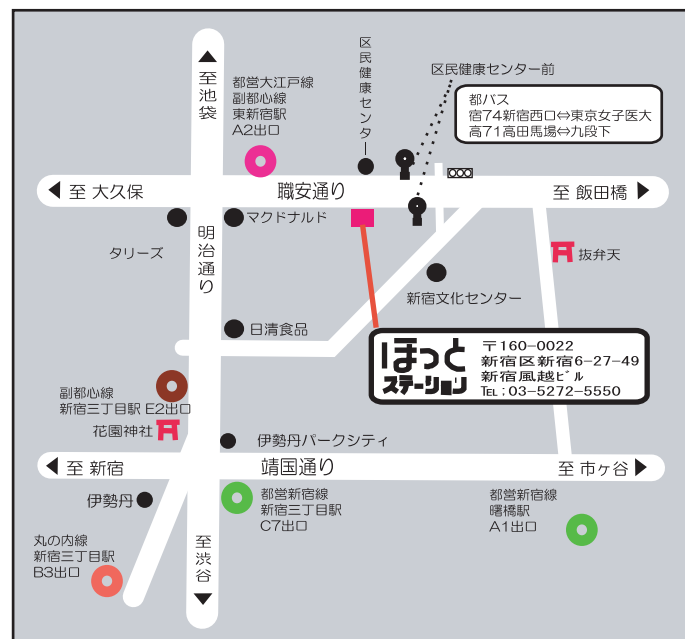 至池袋
都営大江戸線
副都心線
東新宿駅
A2出口
区民健康センター
区民健康センター前
都バス
宿74新宿西口⇔東京女子医大
高71高田馬場⇔九段下
至 大久保
職安通り
至 飯田橋
タリーズ
明治通り
マクドナルド
抜弁天
新宿文化センター
日清食品
ほっと
ステーション
〒160-0022
新宿区新宿6-27-49
新宿風越ビル
TEL:03-5272-5550
副都心線
新宿三丁目駅 E2出口
花園神社
伊勢丹パークシティ
至 新宿
靖国通り
至 市ヶ谷
伊勢丹
都営新宿線
新宿三丁目駅
C7出口
都営新宿線
曙橋駅
A1出口
丸の内線
新宿三丁目駅
B3出口
至渋谷